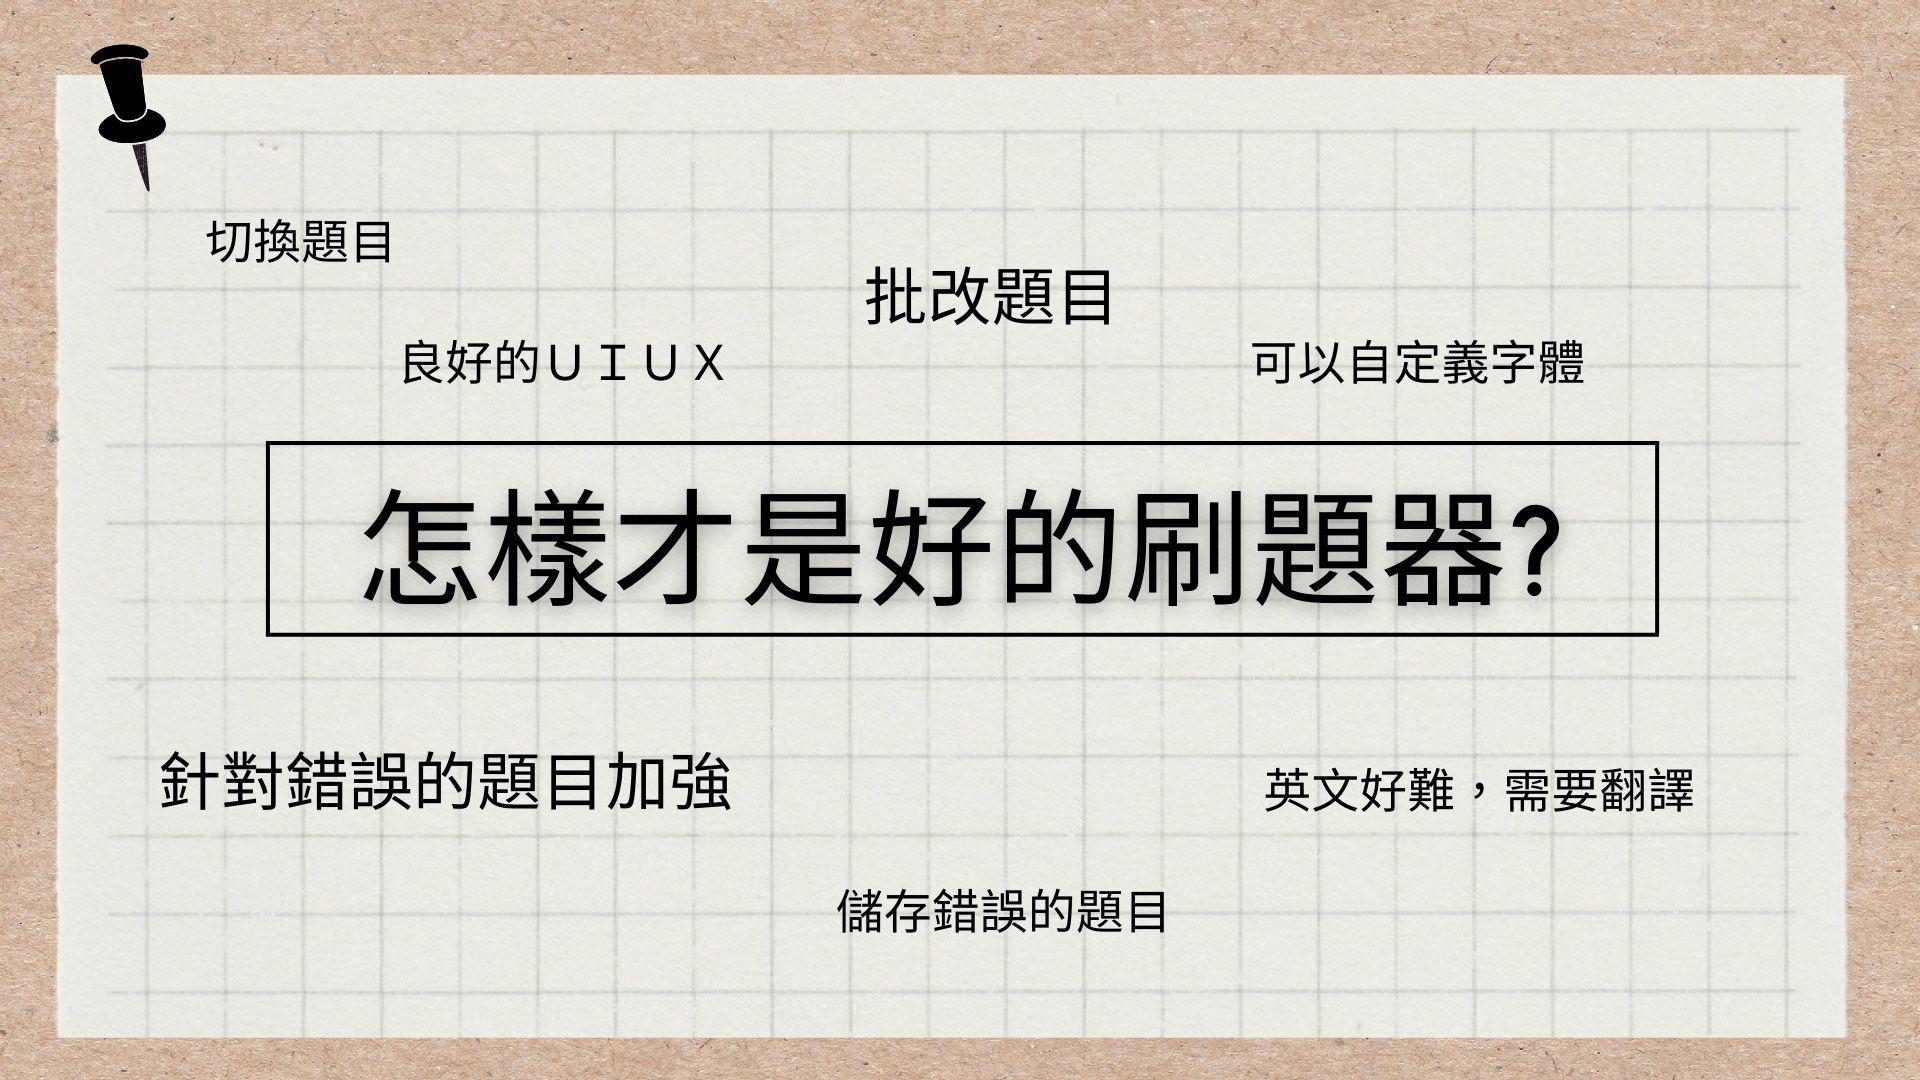 切換題目
批改題目
良好的ＵＩＵＸ
可以自定義字體
怎樣才是好的刷題器?
針對錯誤的題目加強
英文好難，需要翻譯
儲存錯誤的題目